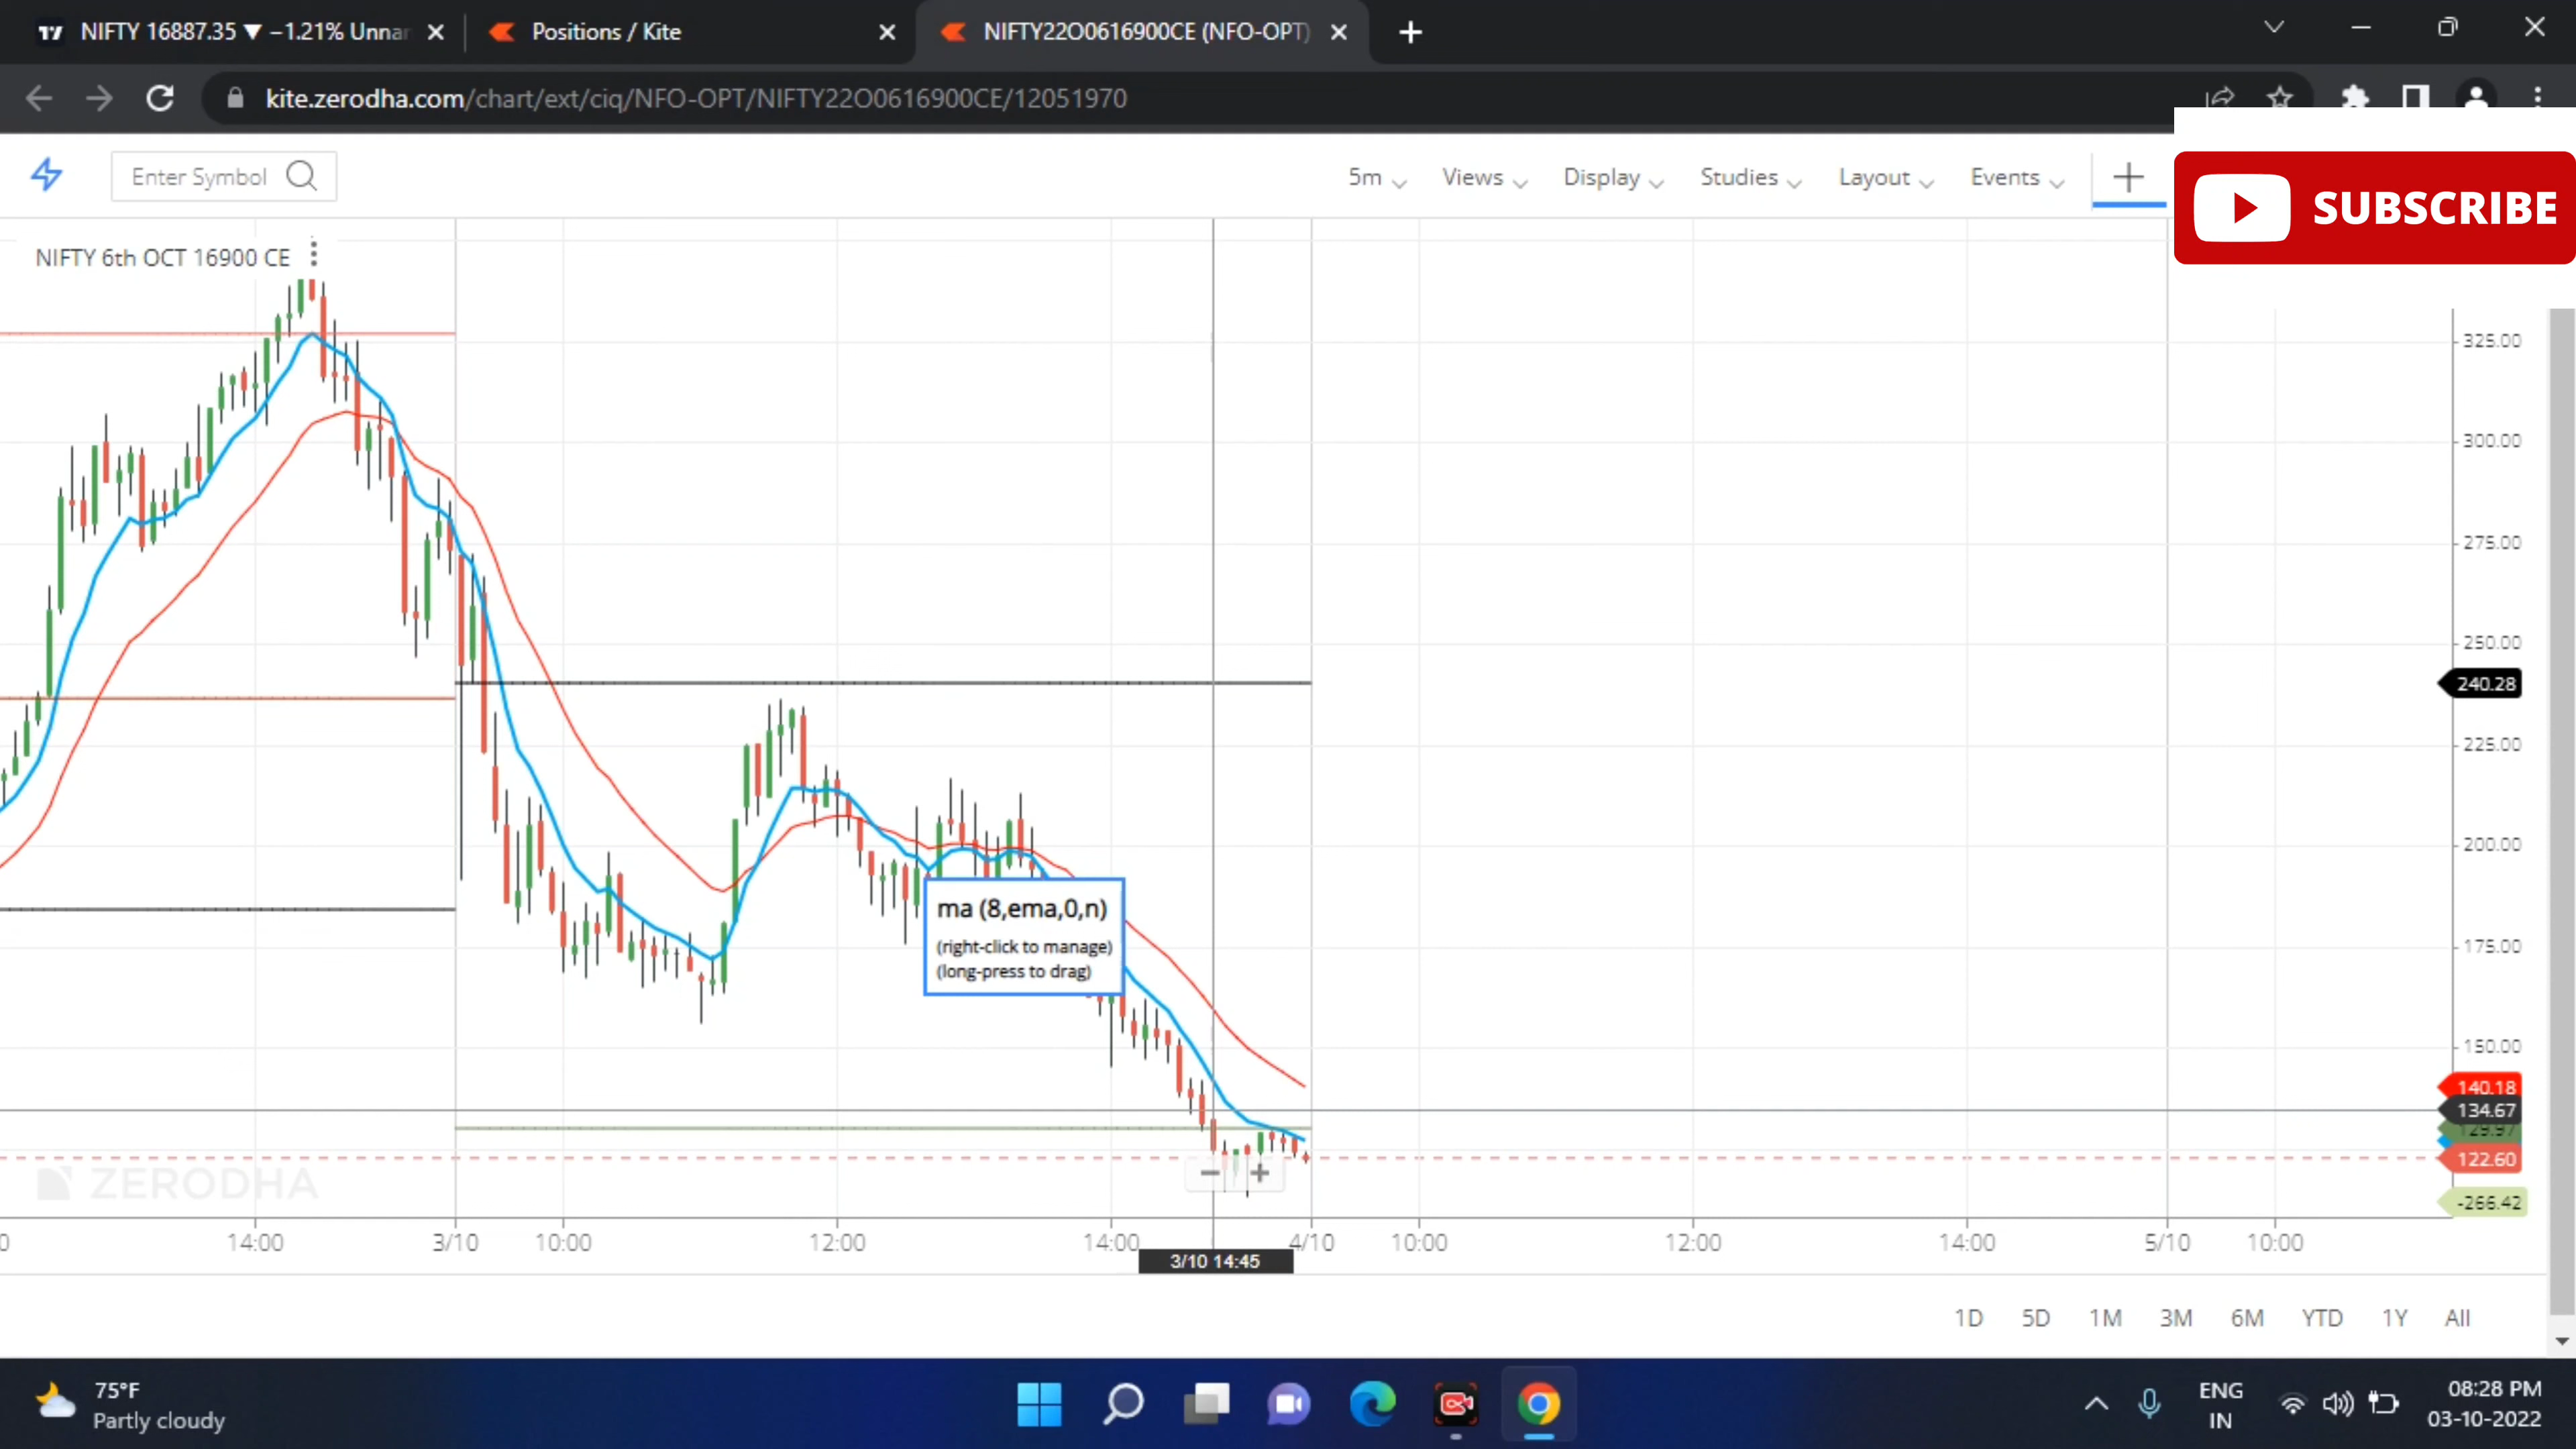 NIFTY 16887.35 ▼ −1.21% Unnar
Positions / Kite
NIFTY22O0616900CE (NFO-OPT)
kite.zerodha.com/chart/ext/ciq/NFO-OPT/NIFTY22O0616900CE/12051970
Enter Symbol
5m Views Display Studies Layout Events
SUBSCRIBE
NIFTY 6th OCT 16900 CE
325.00
300.00
275.00
250.00
240.28
225.00
200.00
ma (8,ema,0,n)
(right-click to manage)
(long-press to drag)
175.00
150.00
140.18
134.67
129.97
122.60
-266.42
ZERODHA
0 14:00 3/10 10:00 12:00 14:00 4/10 10:00 12:00 14:00 5/10 10:00
3/10 14:45
1D 5D 1M 3M 6M YTD 1Y All
75°F
Partly cloudy
ENG
IN
08:28 PM
03-10-2022